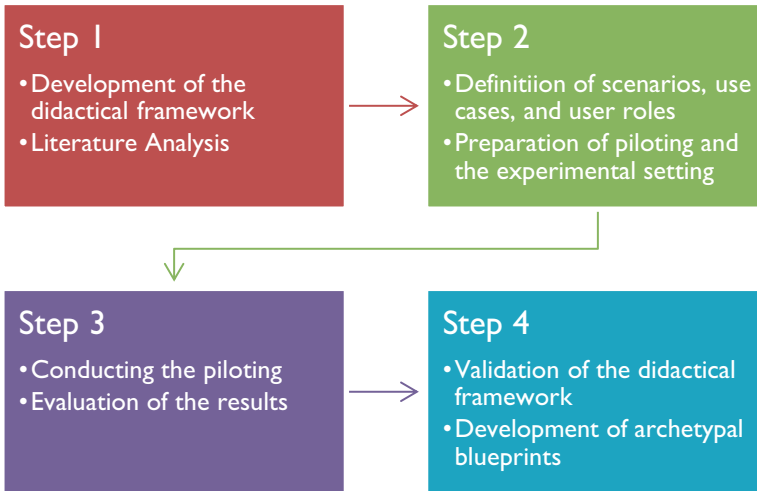 Step 1
•Development of the
didactical framework
•Literature Analysis
Step 2
•Definitiion of scenarios, use
cases, and user roles
•Preparation of piloting and
the experimental setting
Step 3
•Conducting the piloting
•Evaluation of the results
Step 4
•Validation of the didactical
framework
•Development of archetypal
blueprints